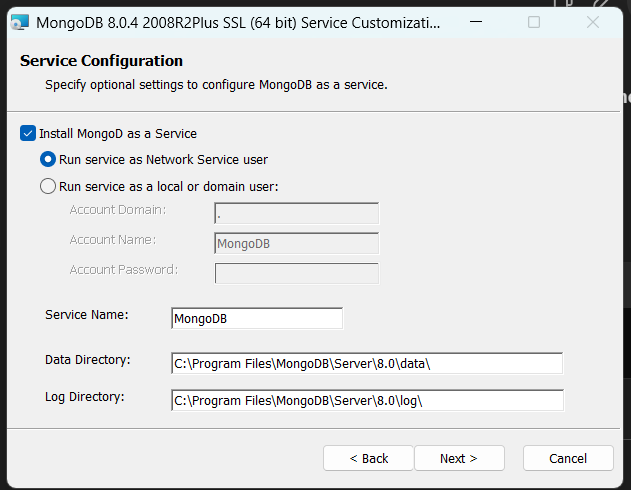 MongoDB 8.0.4 2008R2Plus SSL (64 bit) Service Customizati...
Service Configuration
Specify optional settings to configure MongoDB as a service.
Install MongoD as a Service
Run service as Network Service user
Run service as a local or domain user:
Account Domain:
.
Account Name:
MongoDB
Account Password:
Service Name:
MongoDB
Data Directory:
C:\Program Files\MongoDB\Server\8.0\data\
Log Directory:
C:\Program Files\MongoDB\Server\8.0\log\
< Back
Next >
Cancel